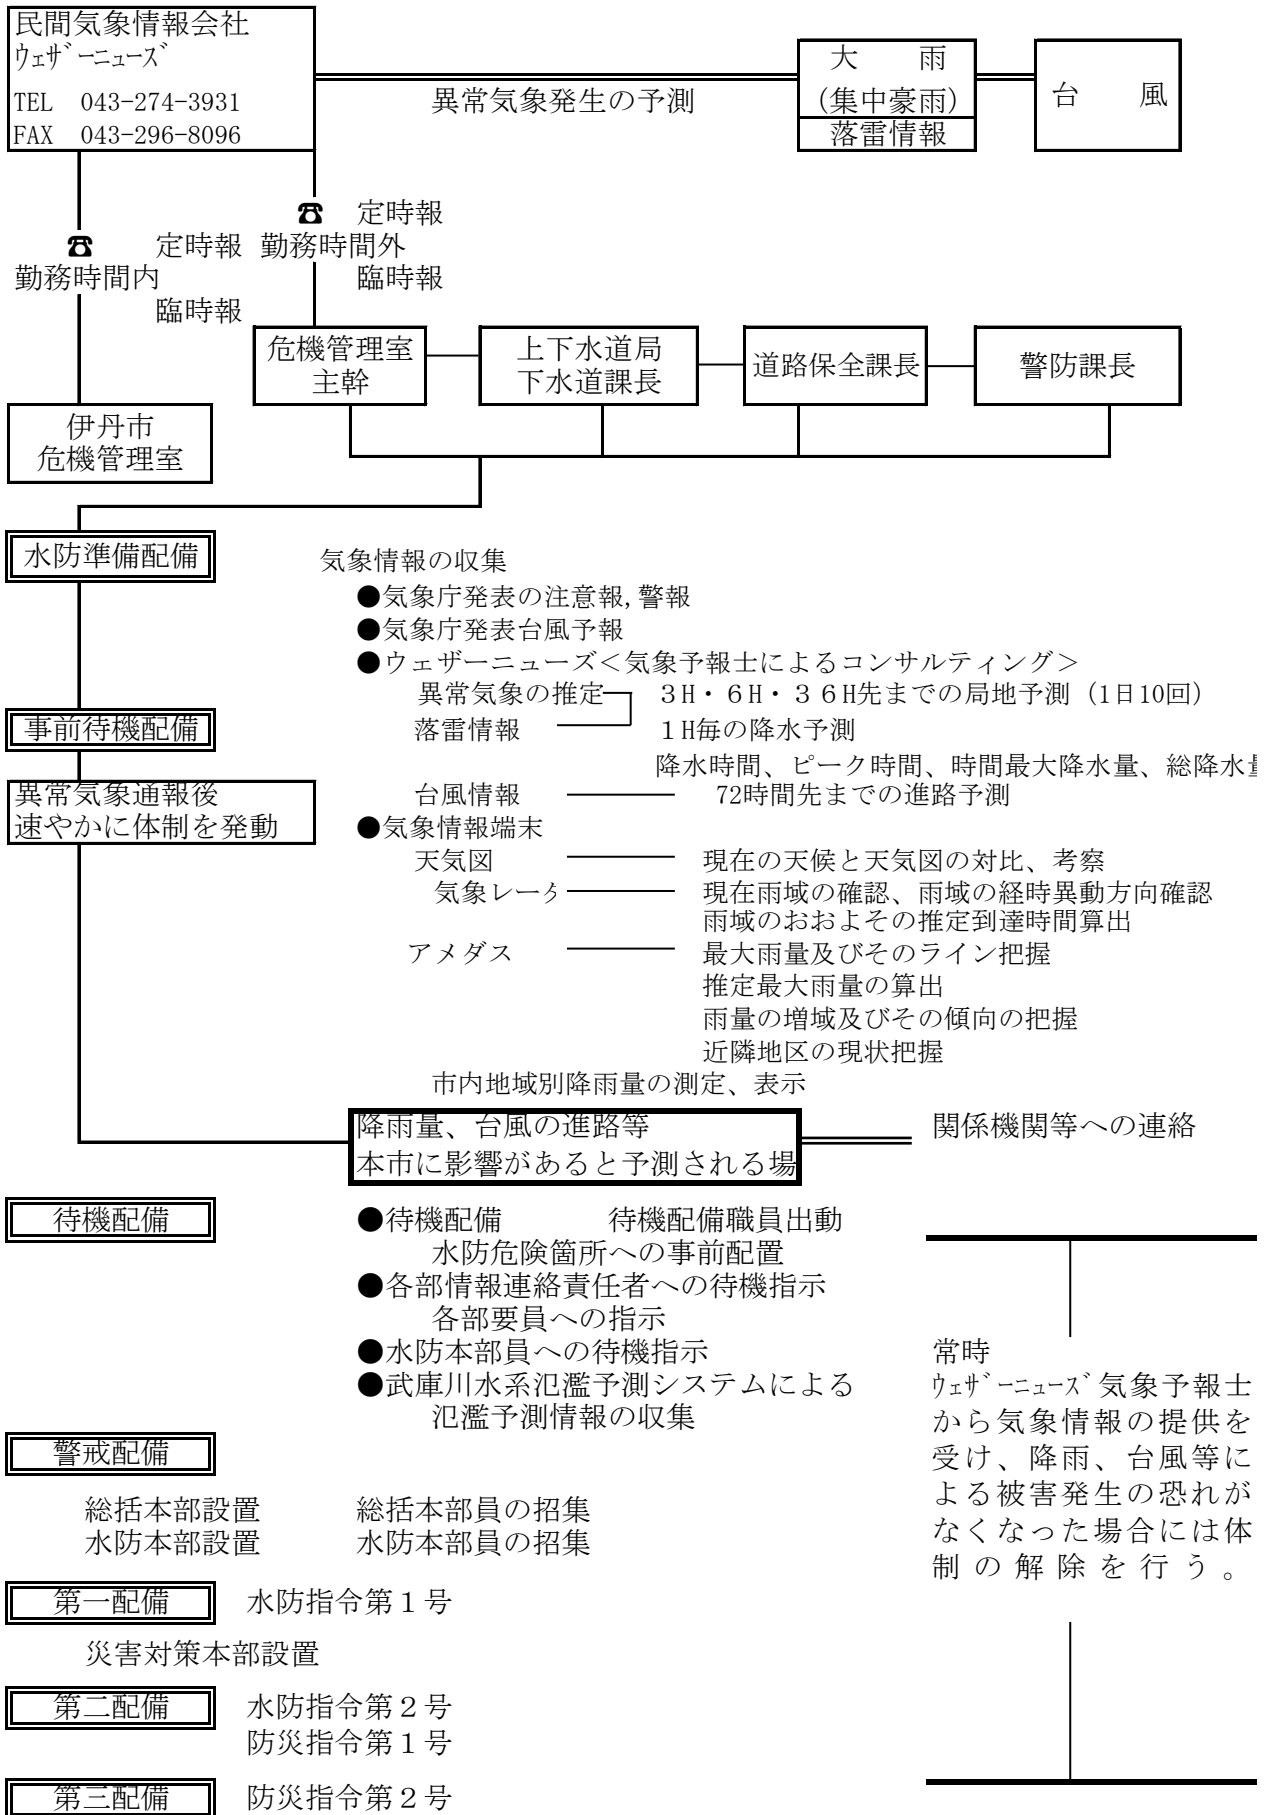 民間気象情報会社
ウェザーニューズ
TEL 043-274-3931
FAX 043-296-8096
異常気象発生の予測
大 雨
(集中豪雨)
落雷情報
台 風
☎ 定時報
勤務時間外
臨時報
☎ 定時報
勤務時間内
臨時報
危機管理室
主幹
上下水道局
下水道課長
道路保全課長
警防課長
伊丹市
危機管理室
水防準備配備
気象情報の収集
●気象庁発表の注意報,警報
●気象庁発表台風予報
●ウェザーニューズ<気象予報士によるコンサルティング>
異常気象の推定 3H・6H・36H先までの局地予測（1日10回）
事前待機配備
落雷情報 1H毎の降水予測
降水時間、ピーク時間、時間最大降水量、総降水量
異常気象通報後
速やかに体制を発動
台風情報 72時間先までの進路予測
●気象情報端末
天気図 現在の天候と天気図の対比、考察
気象レーダ 現在雨域の確認、雨域の経時異動方向確認
雨域のおおよその推定到達時間算出
アメダス 最大雨量及びそのライン把握
推定最大雨量の算出
雨量の増域及びその傾向の把握
近隣地区の現状把握
市内地域別降雨量の測定、表示
降雨量、台風の進路等
本市に影響があると予測される場
関係機関等への連絡
待機配備
●待機配備 待機配備職員出動
水防危険箇所への事前配置
●各部情報連絡責任者への待機指示
各部要員への指示
●水防本部員への待機指示
●武庫川水系氾濫予測システムによる
氾濫予測情報の収集
常時
ウェザーニューズ気象予報士
から気象情報の提供を
受け、降雨、台風等に
よる被害発生の恐れが
なくなった場合には体
制の解除を行う。
警戒配備
総括本部設置 総括本部員の招集
水防本部設置 水防本部員の招集
第一配備 水防指令第1号
災害対策本部設置
第二配備 水防指令第2号
防災指令第1号
第三配備 防災指令第2号